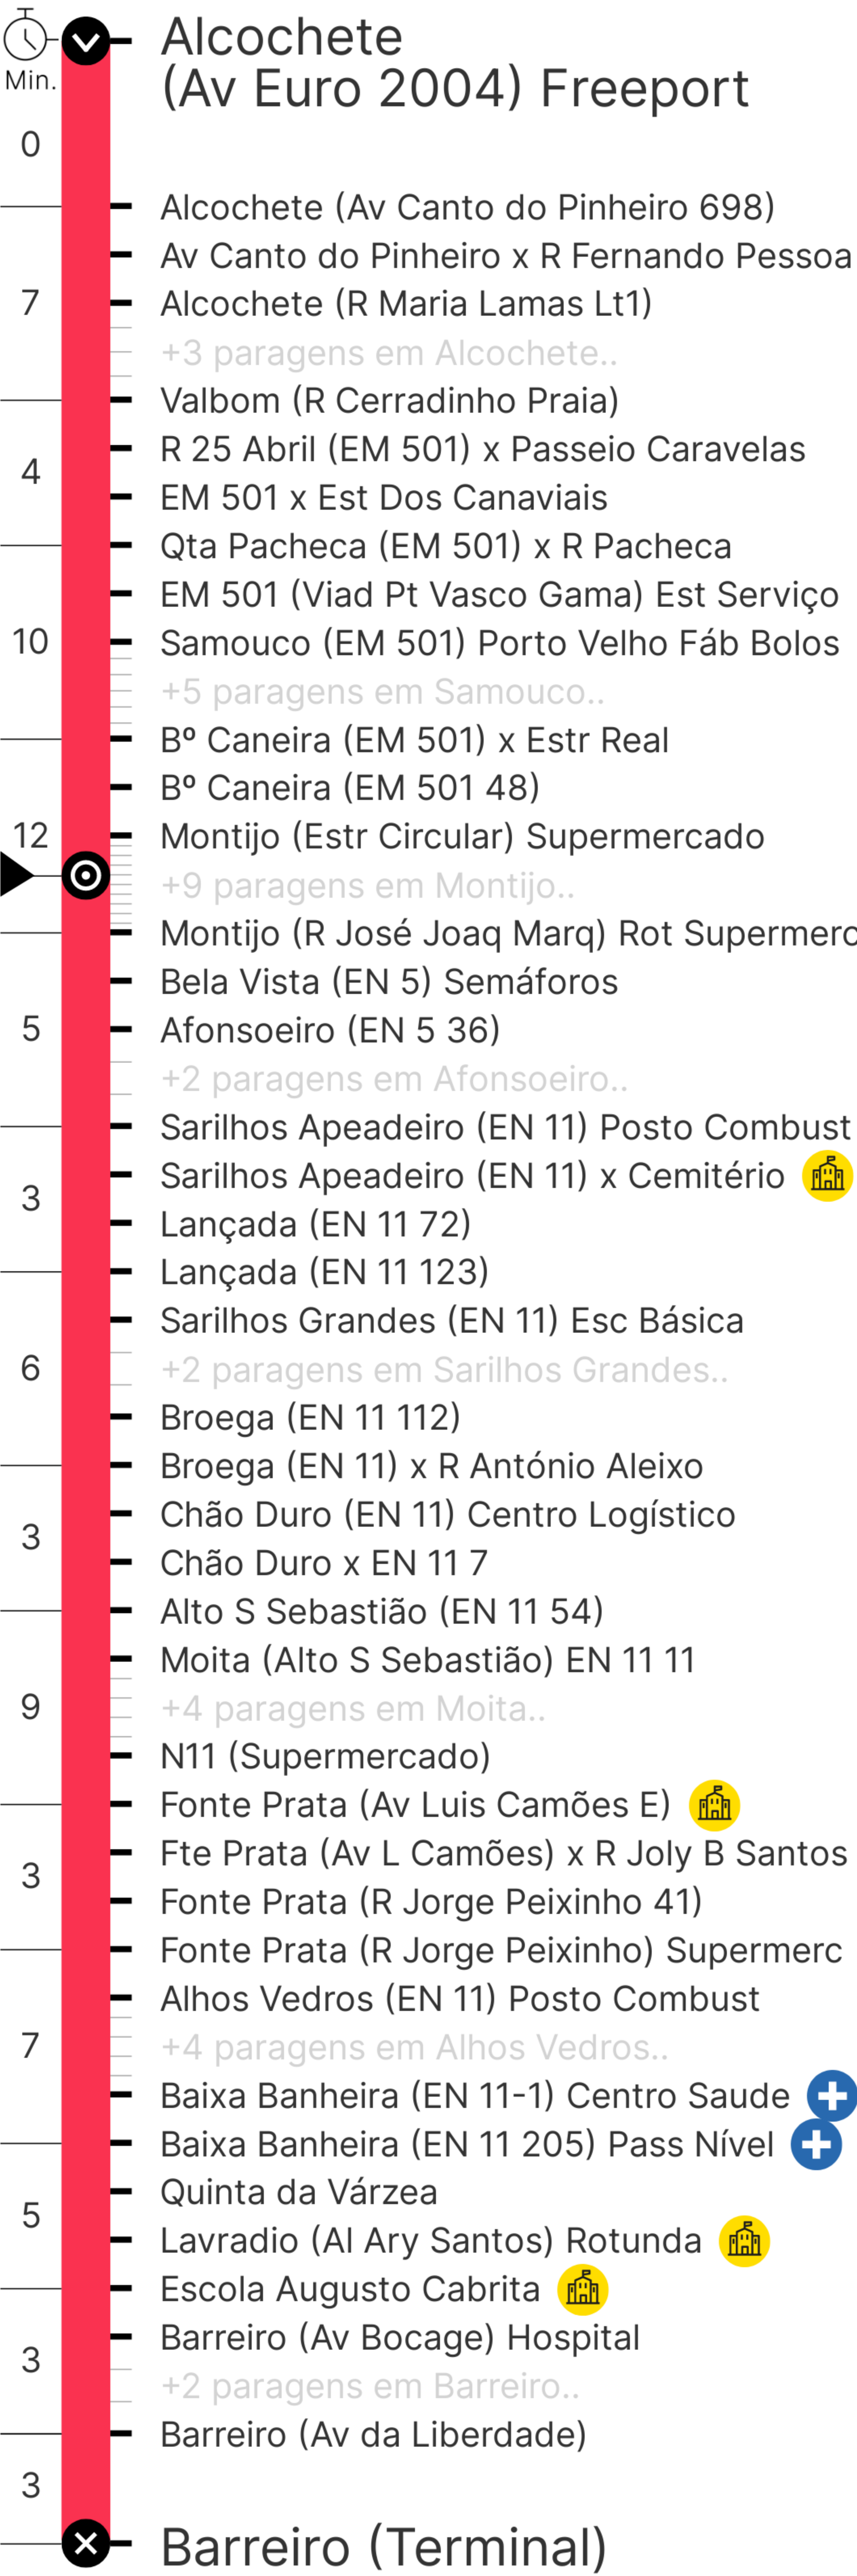 Alcochete
(Av Euro 2004) Freeport
Min.
0
Alcochete (Av Canto do Pinheiro 698)
Av Canto do Pinheiro x R Fernando Pessoa
7
Alcochete (R Maria Lamas Lt1)
+3 paragens em Alcochete..
Valbom (R Cerradinho Praia)
R 25 Abril (EM 501) x Passeio Caravelas
4
EM 501 x Est Dos Canaviais
Qta Pacheca (EM 501) x R Pacheca
EM 501 (Viad Pt Vasco Gama) Est Serviço
10
Samouco (EM 501) Porto Velho Fáb Bolos
+5 paragens em Samouco..
Bº Caneira (EM 501) x Estr Real
Bº Caneira (EM 501 48)
12
Montijo (Estr Circular) Supermercado
+9 paragens em Montijo..
Montijo (R José Joaq Marq) Rot Supermerc
Bela Vista (EN 5) Semáforos
5
Afonsoeiro (EN 5 36)
+2 paragens em Afonsoeiro..
Sarilhos Apeadeiro (EN 11) Posto Combust
Sarilhos Apeadeiro (EN 11) x Cemitério
3
Lançada (EN 11 72)
Lançada (EN 11 123)
Sarilhos Grandes (EN 11) Esc Básica
6
+2 paragens em Sarilhos Grandes..
Broega (EN 11 112)
Broega (EN 11) x R António Aleixo
Chão Duro (EN 11) Centro Logístico
3
Chão Duro x EN 11 7
Alto S Sebastião (EN 11 54)
Moita (Alto S Sebastião) EN 11 11
9
+4 paragens em Moita..
N11 (Supermercado)
Fonte Prata (Av Luis Camões E)
Fte Prata (Av L Camões) x R Joly B Santos
3
Fonte Prata (R Jorge Peixinho 41)
Fonte Prata (R Jorge Peixinho) Supermerc
Alhos Vedros (EN 11) Posto Combust
7
+4 paragens em Alhos Vedros..
Baixa Banheira (EN 11-1) Centro Saude
Baixa Banheira (EN 11 205) Pass Nível
Quinta da Várzea
5
Lavradio (Al Ary Santos) Rotunda
Escola Augusto Cabrita
Barreiro (Av Bocage) Hospital
3
+2 paragens em Barreiro..
Barreiro (Av da Liberdade)
3
Barreiro (Terminal)